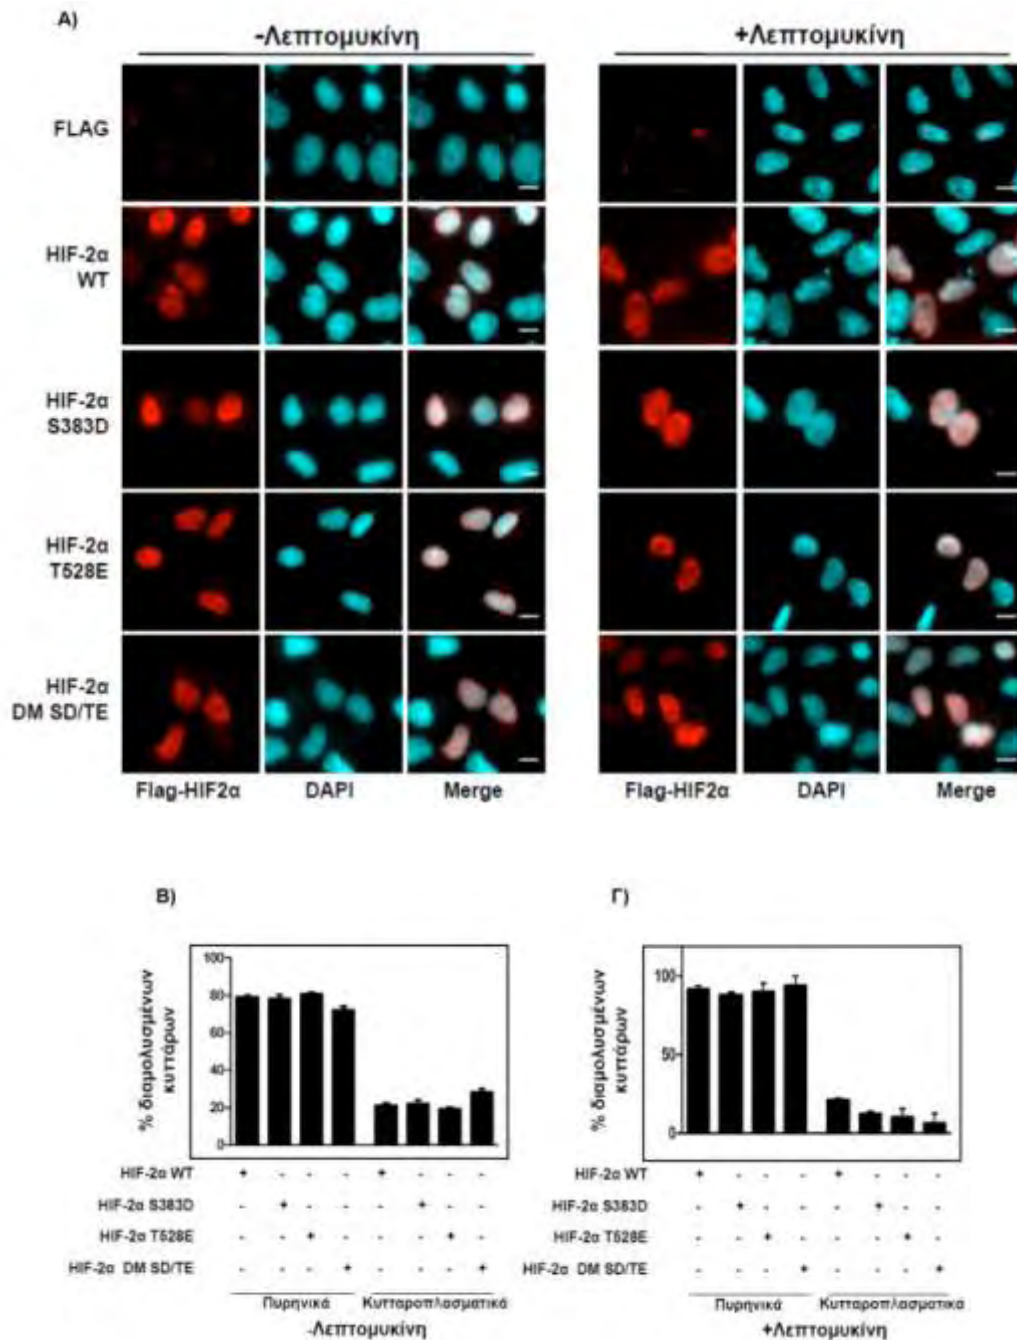 A)
-Λεπτομυκίνη +Λεπτομυκίνη
FLAG
HIF-2α
WT
HIF-2α
S383D
HIF-2α
T528E
HIF-2α
DM SD/TE
Flag-HIF2α DAPI Merge Flag-HIF2α DAPI Merge
B) Γ)
% διαμολυσμένων
κυττάρων
100
80
60
40
20
0
% διαμολυσμένων
κυττάρων
100
50
0
HIF-2α WT + - - - + - - -
HIF-2α S383D - + - - - + - -
HIF-2α T528E - - + - - - + -
HIF-2α DM SD/TE - - - + - - - +
Πυρηνικά Κυτταροπλασματικά
-Λεπτομυκίνη
HIF-2α WT + - - - + - - -
HIF-2α S383D - + - - - + - -
HIF-2α T528E - - + - - - + -
HIF-2α DM SD/TE - - - + - - - +
Πυρηνικά Κυτταροπλασματικά
+Λεπτομυκίνη